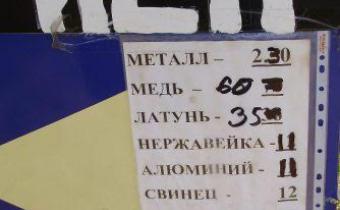 МЕТАЛЛ – 2.30
МЕДЬ – 60
ЛАТУНЬ – 35
НЕРЖАВЕЙКА - 11
АЛЮМИНИЙ - 11
СВИНЕЦ - 12